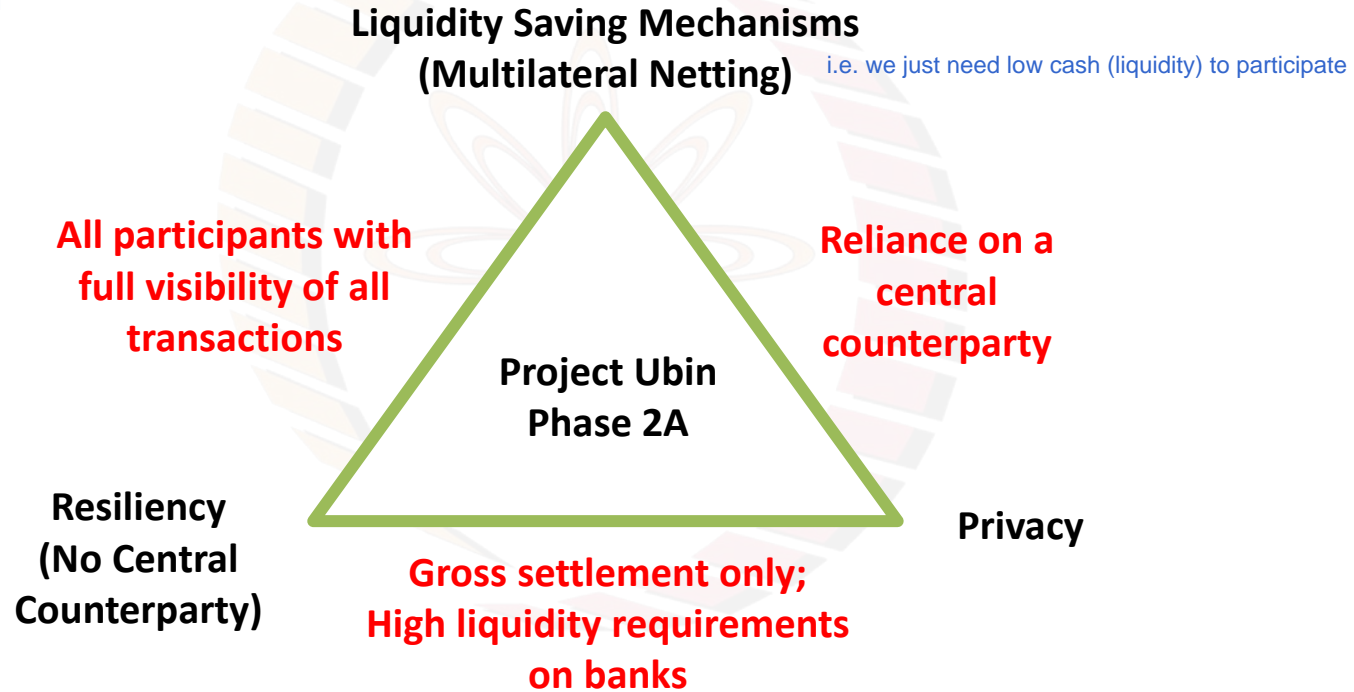 Liquidity Saving Mechanisms
(Multilateral Netting)
i.e. we just need low cash (liquidity) to participate
All participants with
full visibility of all
transactions
Reliance on a
central
counterparty
Project Ubin
Phase 2A
Resiliency
(No Central
Counterparty)
Privacy
Gross settlement only;
High liquidity requirements
on banks